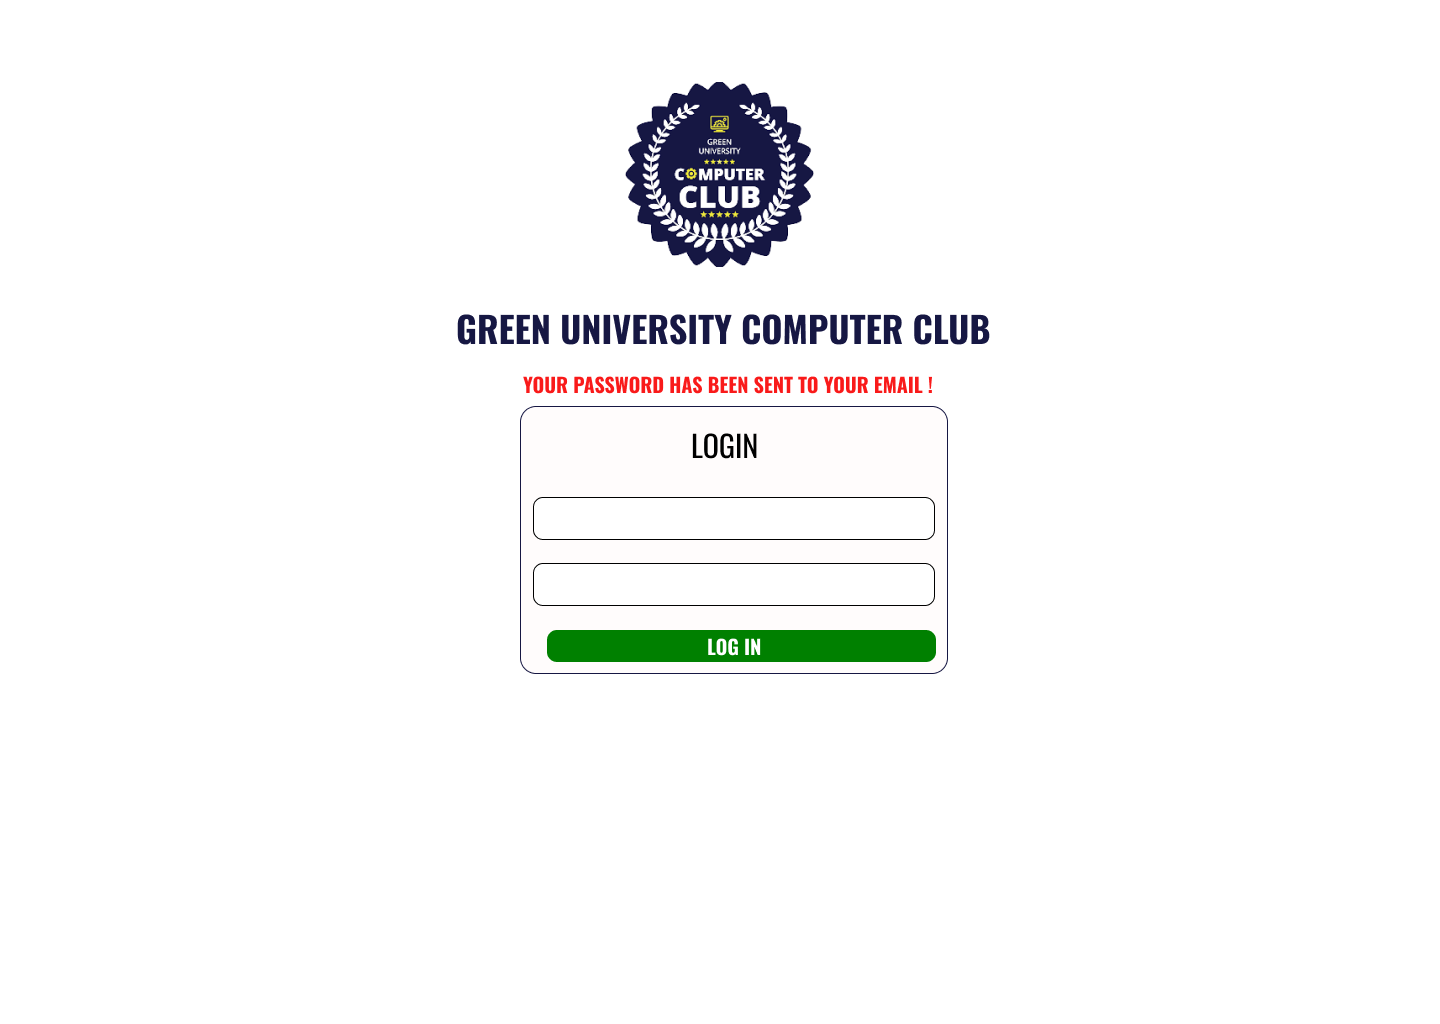 GREEN
UNIVERSITY
COMPUTER
CLUB
GREEN UNIVERSITY COMPUTER CLUB
YOUR PASSWORD HAS BEEN SENT TO YOUR EMAIL !
LOGIN
LOG IN